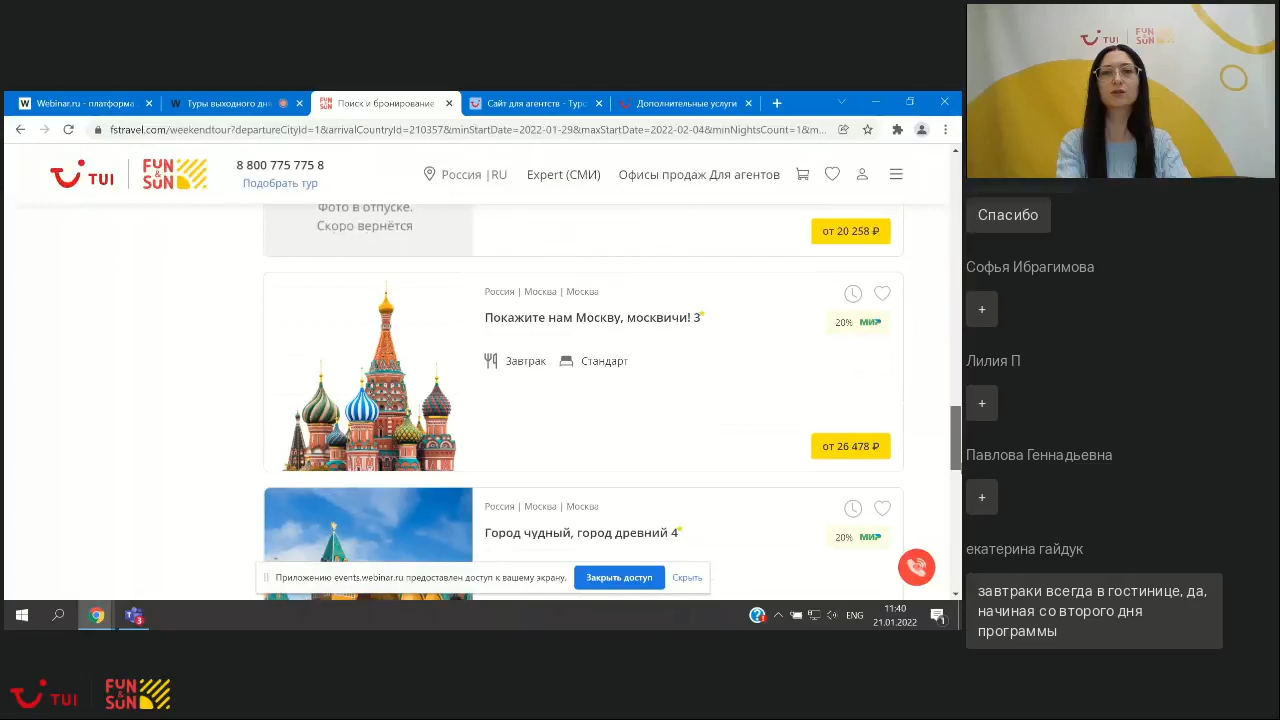 Webinar.ru - платформа
Туры выходного дня
Поиск и бронирование
Сайт для агентств - Турс
Дополнительные услуги
fstravel.com/weekendtour?departureCityId=1&arrivalCountryId=210357&minStartDate=2022-01-29&maxStartDate=2022-02-04&minNightsCount=1&m...
TUI
FUN & SUN
8 800 775 775 8
Подобрать тур
Россия |RU
Expert (СМИ)
Офисы продаж
Для агентов
Фото в отпуске.
Скоро вернётся
от 20 258 ₽
Россия | Москва | Москва
Покажите нам Москву, москвичи! 3*
20% МИР
Завтрак
Стандарт
от 26 478 ₽
Россия | Москва | Москва
Город чудный, город древний 4*
20% МИР
Приложению events.webinar.ru предоставлен доступ к вашему экрану.
Закрыть доступ
Скрыть
ENG
11:40
21.01.2022
TUI
FUN & SUN
TUI
FUN & SUN
Спасибо
Софья Ибрагимова
+
Лилия П
+
Павлова Геннадьевна
+
екатерина гайдук
завтраки всегда в гостинице, да,
начиная со второго дня
программы